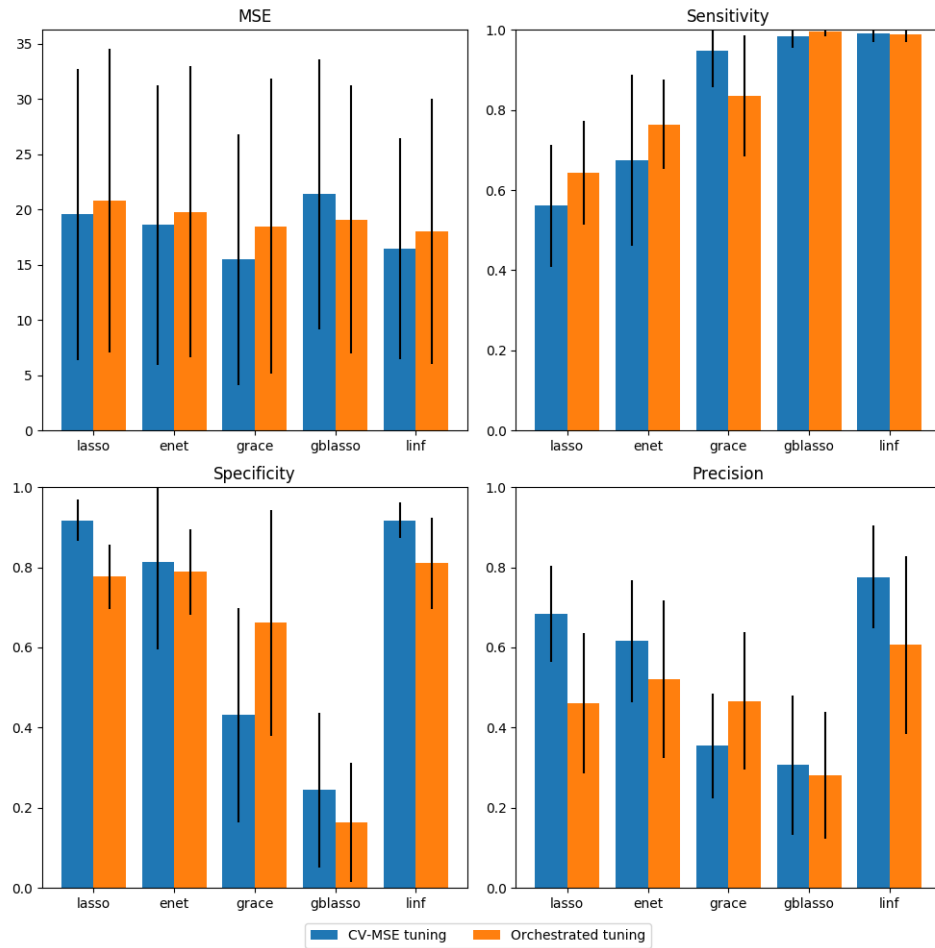 MSE
Sensitivity
35
30
25
20
15
10
5
0
lasso enet grace gblasso linf
1.0
0.8
0.6
0.4
0.2
0.0
lasso enet grace gblasso linf
Specificity
Precision
1.0
0.8
0.6
0.4
0.2
0.0
lasso enet grace gblasso linf
1.0
0.8
0.6
0.4
0.2
0.0
lasso enet grace gblasso linf
CV-MSE tuning Orchestrated tuning